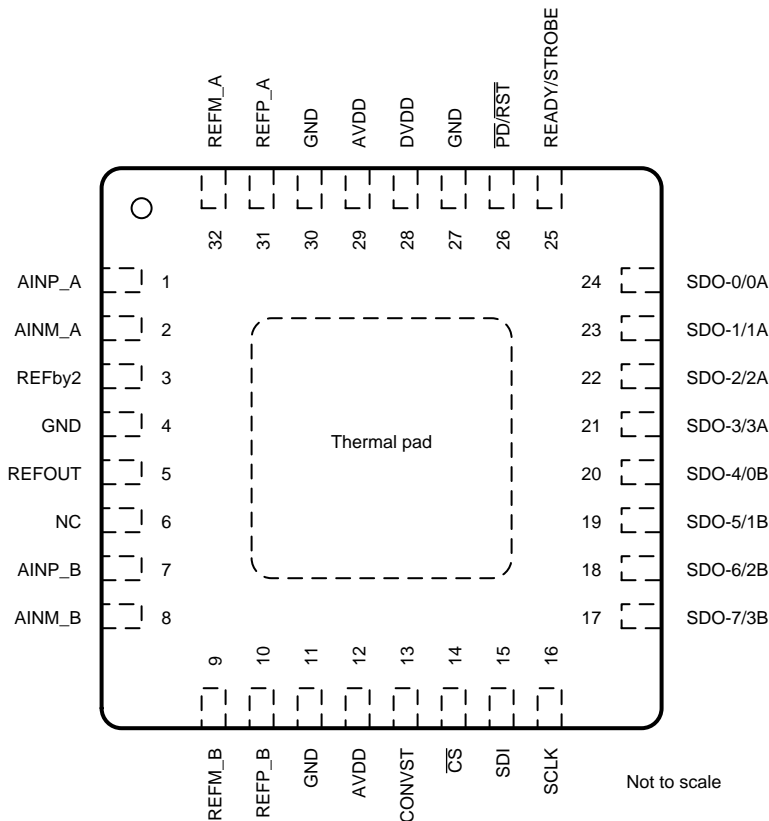 REFM_A
REFP_A
GND
AVDD
DVDD
GND
PD/RST
READY/STROBE
32
31
30
29
28
27
26
25
AINP_A 1
AINM_A 2
REFby2 3
GND 4
REFOUT 5
NC 6
AINP_B 7
AINM_B 8
Thermal pad
24 SDO-0/0A
23 SDO-1/1A
22 SDO-2/2A
21 SDO-3/3A
20 SDO-4/0B
19 SDO-5/1B
18 SDO-6/2B
17 SDO-7/3B
9
10
11
12
13
14
15
16
REFM_B
REFP_B
GND
AVDD
CONVST
CS
SDI
SCLK
Not to scale